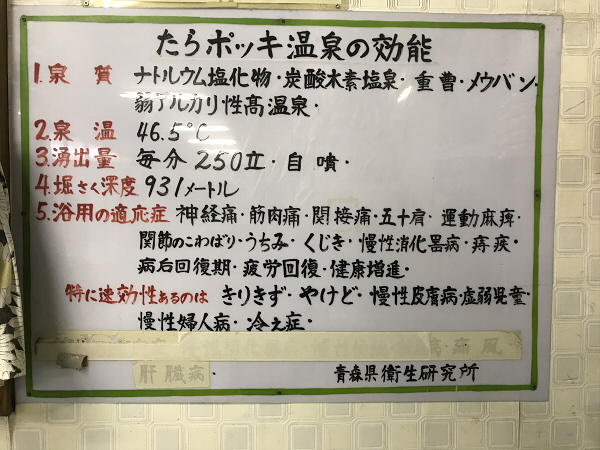 たらポッキ温泉の効能
1.泉質 ナトルウム塩化物・炭酸木素塩泉・重曹・メウバン・
弱アルカリ性高温泉・
2.泉温 46.5°C
3.湧出量 毎分250立・自噴・
4.堀さく深度 931メートル
5.浴用の適応症 神経痛・筋肉痛・関接痛・五十肩・運動麻痺・
関節のこわばり・うちみ・くじき・慢性消化器病・痔疾・
病后回復期・疲労回復・健康増進・
特に速効性あるのは きりきず・やけど・慢性皮膚病・虚弱児童・
慢性婦人病・冷え症・
病・痛風
肝臓病
青森県衛生研究所